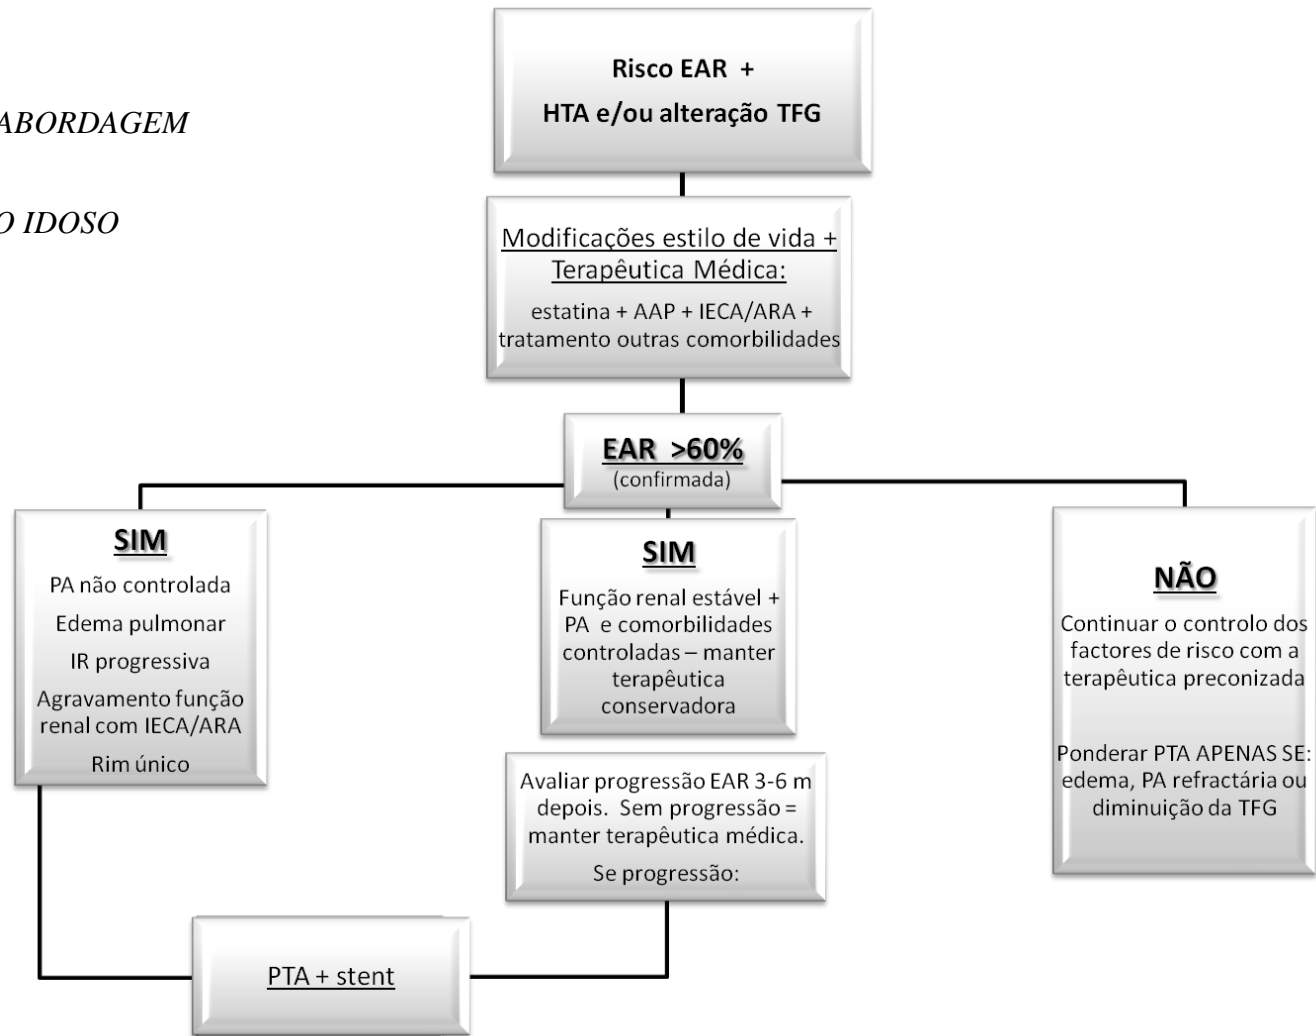 ABORDAGEM
O IDOSO
Risco EAR +
HTA e/ou alteração TFG
Modificações estilo de vida +
Terapêutica Médica:
estatina + AAP + IECA/ARA +
tratamento outras comorbilidades
EAR >60%
(confirmada)
SIM
PA não controlada
Edema pulmonar
IR progressiva
Agravamento função
renal com IECA/ARA
Rim único
SIM
Função renal estável +
PA e comorbilidades
controladas – manter
terapêutica
conservadora
Avaliar progressão EAR 3-6 m
depois. Sem progressão =
manter terapêutica médica.
Se progressão:
NÃO
Continuar o controlo dos
factores de risco com a
terapêutica preconizada
Ponderar PTA APENAS SE:
edema, PA refractária ou
diminuição da TFG
PTA + stent